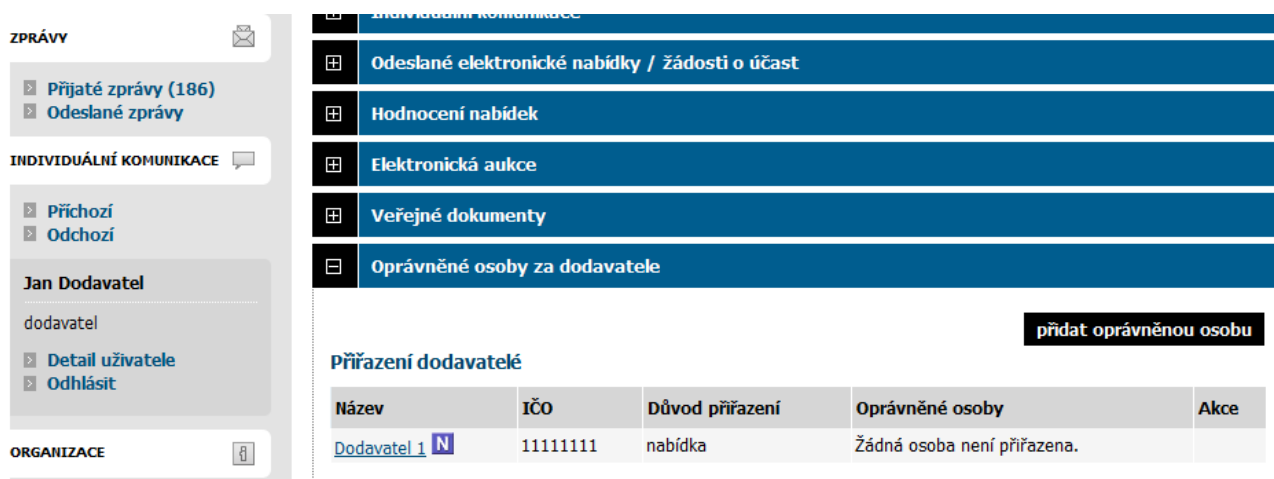 ZPRÁVY
Přijaté zprávy (186)
Odeslané zprávy
INDIVIDUÁLNÍ KOMUNIKACE
Příchozí
Odchozí
Jan Dodavatel
dodavatel
Detail uživatele
Odhlásit
ORGANIZACE
Individuální komunikace
Odeslané elektronické nabídky / žádosti o účast
Hodnocení nabídek
Elektronická aukce
Veřejné dokumenty
Oprávněné osoby za dodavatele
přidat oprávněnou osobu
Přiřazení dodavatelé
Název IČO Důvod přiřazení Oprávněné osoby Akce
Dodavatel 1 N 11111111 nabídka Žádná osoba není přiřazena.